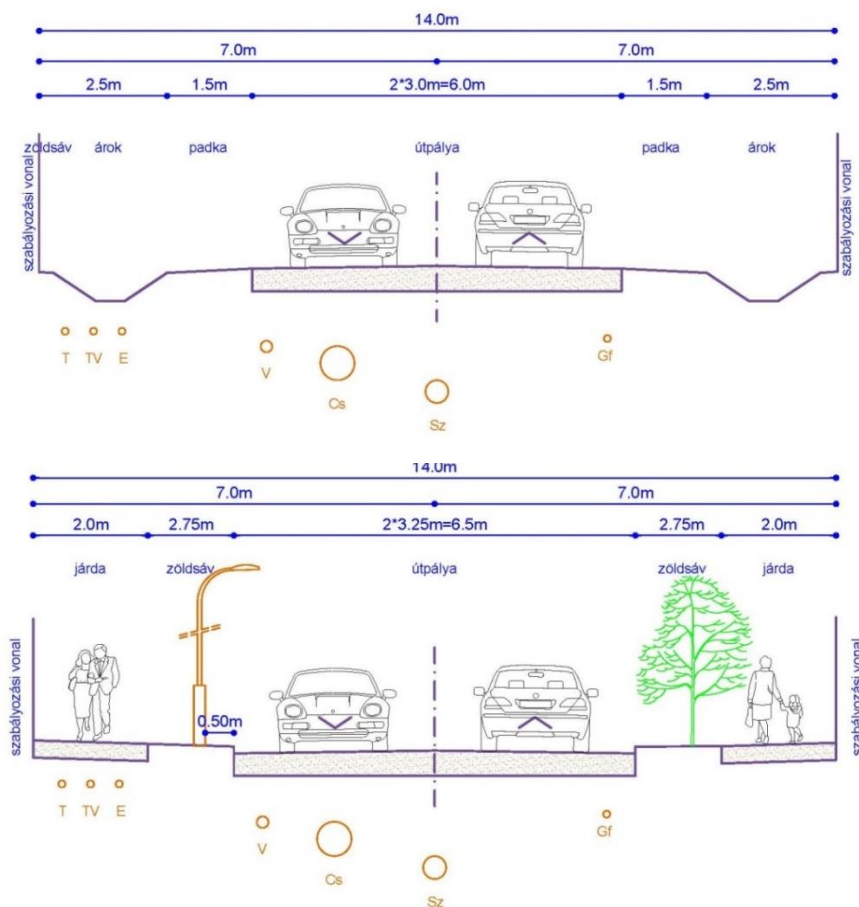 14.0m
7.0m 7.0m
2.5m 1.5m 2*3.0m=6.0m 1.5m 2.5m
zöldsáv árok padka útpálya padka árok
szabályozási vonal szabályozási vonal
T TV E V Cs Sz Gf
14.0m
7.0m 7.0m
2.0m 2.75m 2*3.25m=6.5m 2.75m 2.0m
járda zöldsáv útpálya zöldsáv járda
szabályozási vonal szabályozási vonal
0.50m
T TV E V Cs Sz Gf